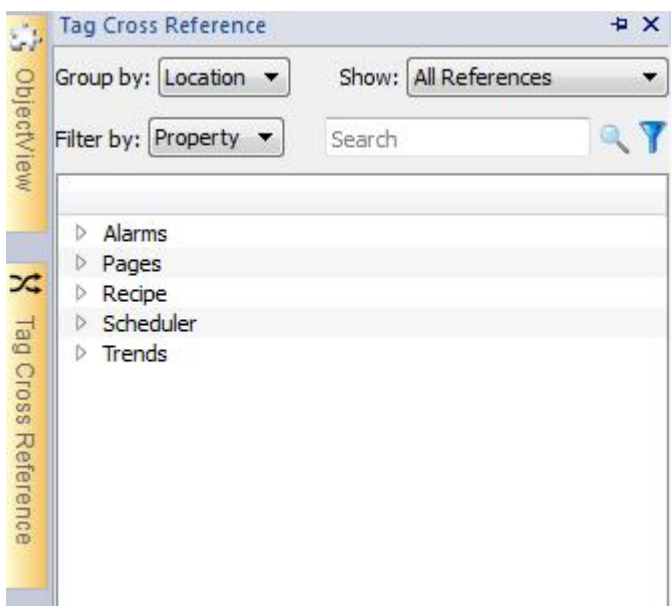 Tag Cross Reference
Group by: Location Show: All References
Filter by: Property Search
Alarms
Pages
Recipe
Scheduler
Trends
ObjectView
Tag Cross Reference